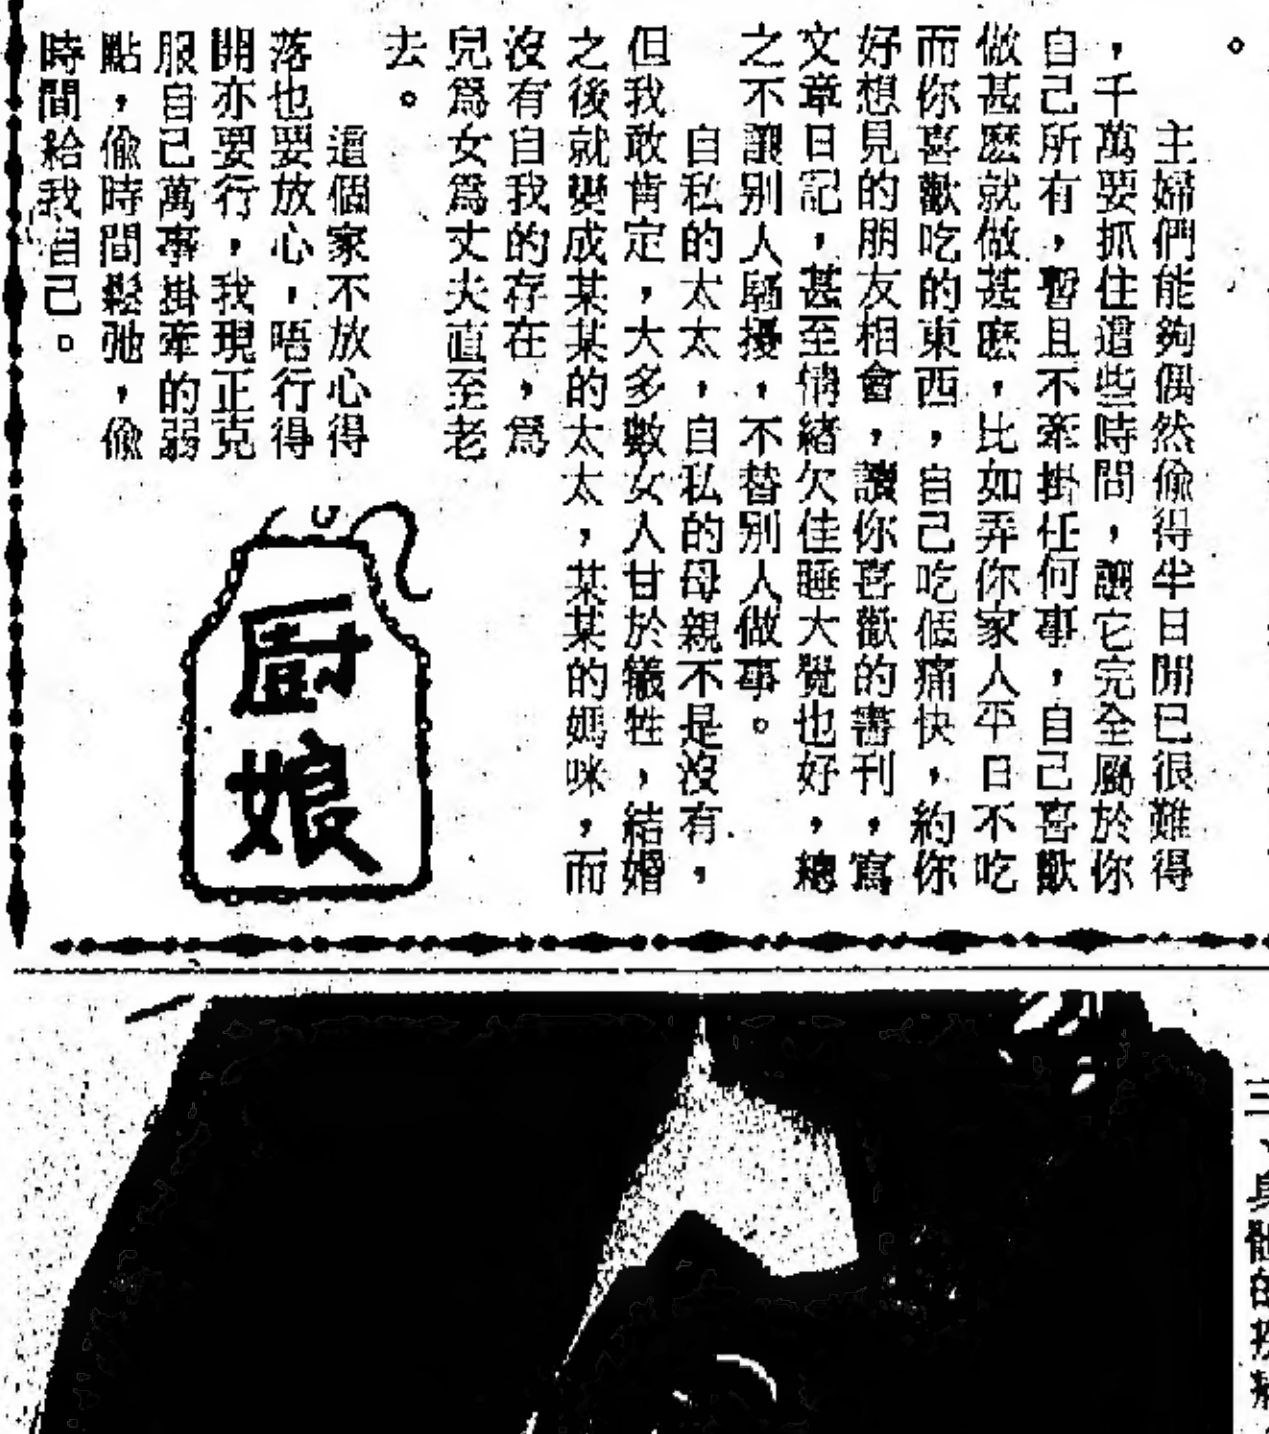 。
主婦們能夠偶然偸得半日閒已很難得
，千萬要抓住這些時間，讓它完全屬於你
自己所有，暫且不牽掛任何事，自己喜歡
做甚麽就做甚麽，比如弄你家人平日不吃
而你喜歡吃的東西，自己吃個痛快，約你
好想見的朋友相會，讀你喜歡的書刊，寫
文章日記，甚至情緒欠佳睡大覺也好，總
之不讓别人騷擾，不替別人做事。
自私的太太，自私的母親不是沒有，
但我敢肯定，大多數女人甘於犧牲，結婚
之後就變成某某的太太，某某的媽咪，而
沒有自我的存在，爲
兒爲女爲丈夫直至老
去。
這個家不放心得
落也要放心，唔行得
開亦要行，我現正克
服自己萬事掛牽的弱
點，偸時間鬆弛，偸
時間給我自己。
廚娘
三、身體的疾